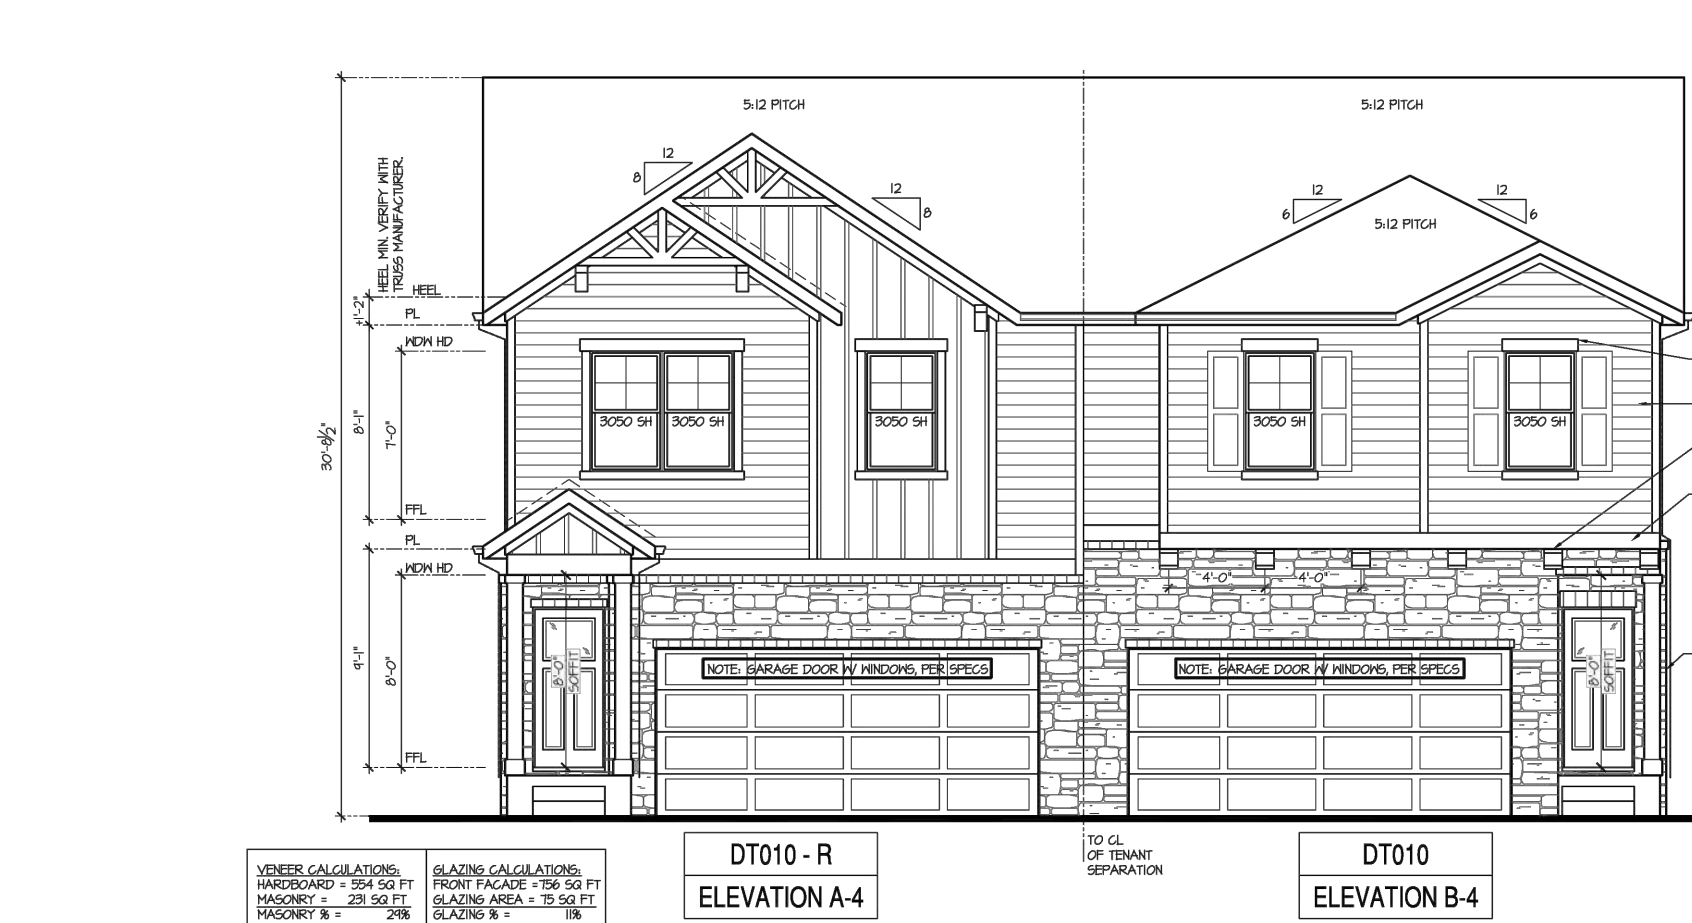 5:12 PITCH
5:12 PITCH
12
8
12
8
12
6
5:12 PITCH
12
6
HEEL MIN. VERIFY WITH
TRUSS MANUFACTURER.
HEEL
±1'-2"
PL
WDW HD
30'-8½"
8'-1"
7'-0"
3050 SH
3050 SH
3050 SH
3050 SH
3050 SH
FFL
PL
WDW HD
4'-0"
4'-0"
9'-1"
8'-0"
8'-0"
SOFFIT
NOTE: GARAGE DOOR W/ WINDOWS, PER SPECS
NOTE: GARAGE DOOR W/ WINDOWS, PER SPECS
8'-0"
SOFFIT
FFL
TO CL
OF TENANT
SEPARATION
DT010 - R
ELEVATION A-4
DT010
ELEVATION B-4
VENEER CALCULATIONS:
HARDBOARD = 554 SQ FT
MASONRY = 231 SQ FT
MASONRY % = 29%
GLAZING CALCULATIONS:
FRONT FACADE =756 SQ FT
GLAZING AREA = 75 SQ FT
GLAZING % = 11%